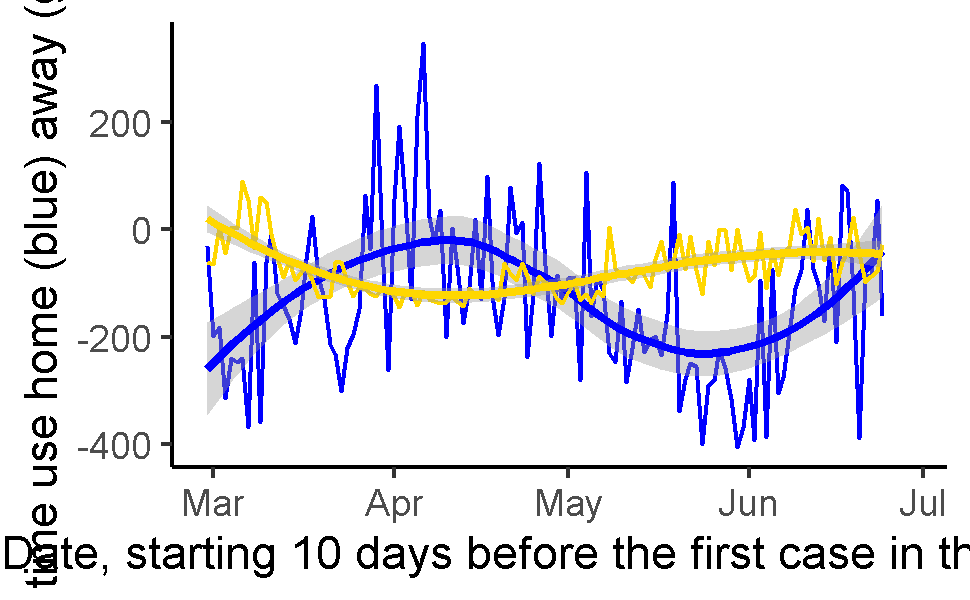 time use home (blue) away (
200
0
-200
-400
Mar Apr May Jun Jul
Date, starting 10 days before the first case in th